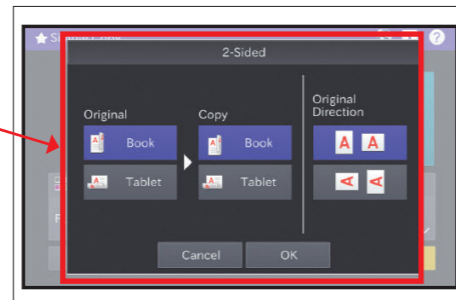 2-Sided
Original
Copy
Original
Direction
Book
Book
A A
Tablet
Tablet
A A
Cancel
OK